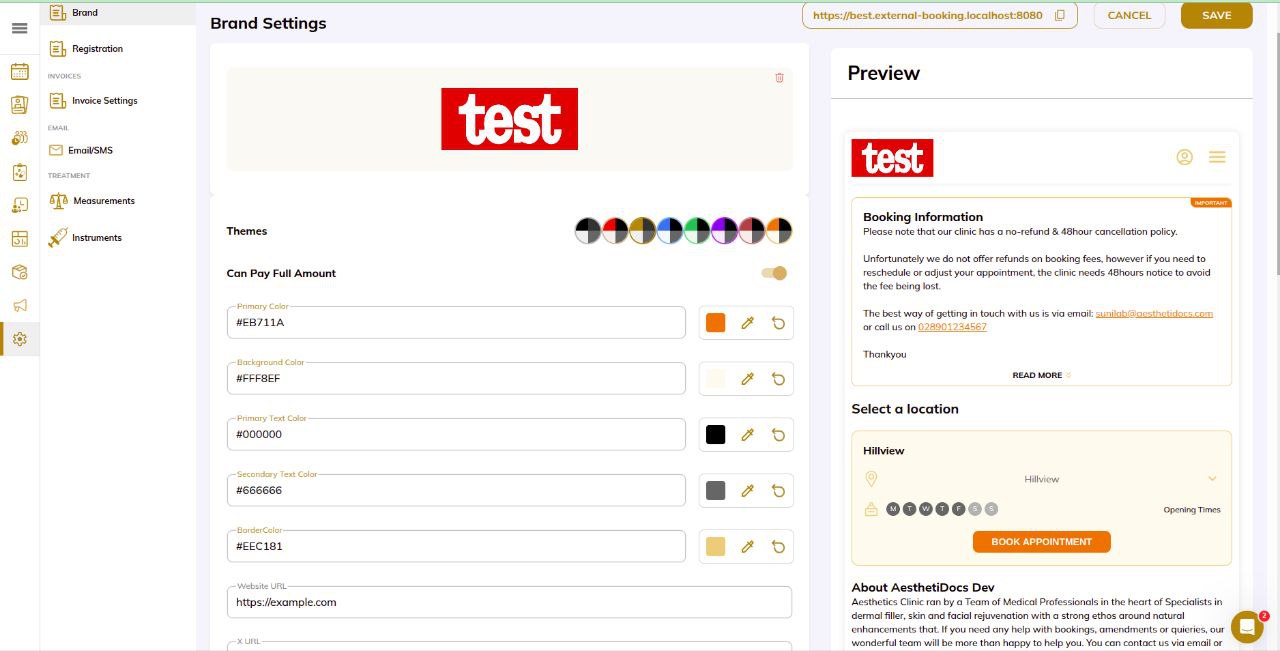 Brand
Registration
INVOICES
Invoice Settings
EMAIL
Email/SMS
TREATMENT
Measurements
Instruments
Brand Settings
https://best.external-booking.localhost:8080
CANCEL
SAVE
test
Themes
Can Pay Full Amount
Primary Color
#EB711A
Background Color
#FFF8EF
Primary Text Color
#000000
Secondary Text Color
#666666
BorderColor
#EEC181
Website URL
https://example.com
X URL
Preview
test
IMPORTANT
Booking Information
Please note that our clinic has a no-refund & 48hour cancellation policy.
Unfortunately we do not offer refunds on booking fees, however if you need to
reschedule or adjust your appointment, the clinic needs 48hours notice to avoid
the fee being lost.
The best way of getting in touch with us is via email: sunilab@aesthetidocs.com
or call us on 028901234567
Thankyou
READ MORE
Select a location
Hillview
Hillview
M T W T F S S
Opening Times
BOOK APPOINTMENT
About AesthetiDocs Dev
Aesthetics Clinic ran by a Team of Medical Professionals in the heart of Specialists in
dermal filler, skin and facial rejuvenation with a strong ethos around natural
enhancements that. If you need any help with bookings, amendments or quieries, our
wonderful team will be more than happy to help you. You can contact us via email or
2